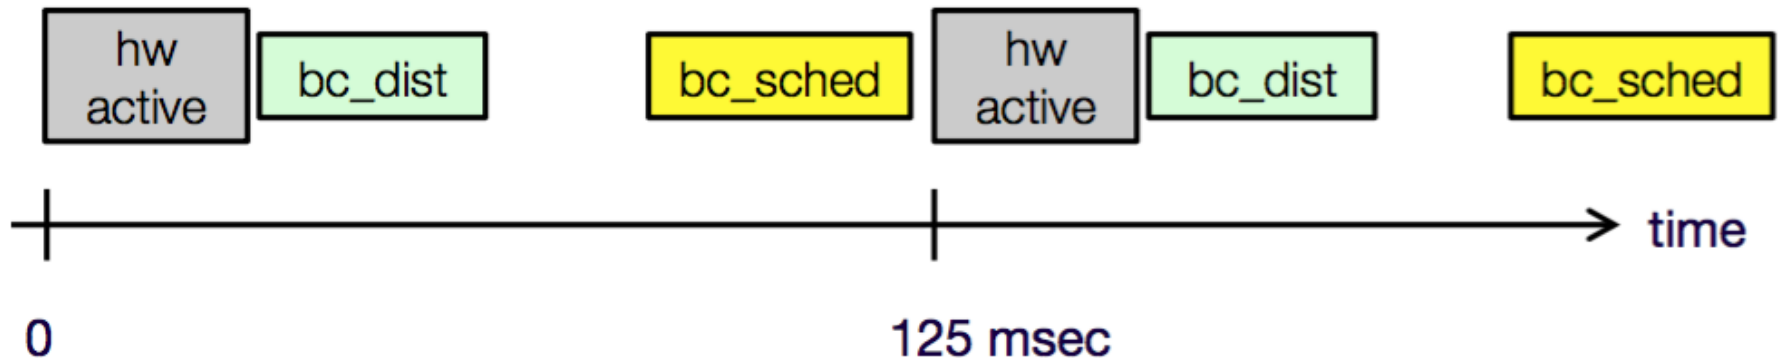 hw
active
bc_dist
bc_sched
hw
active
bc_dist
bc_sched
time
0
125 msec